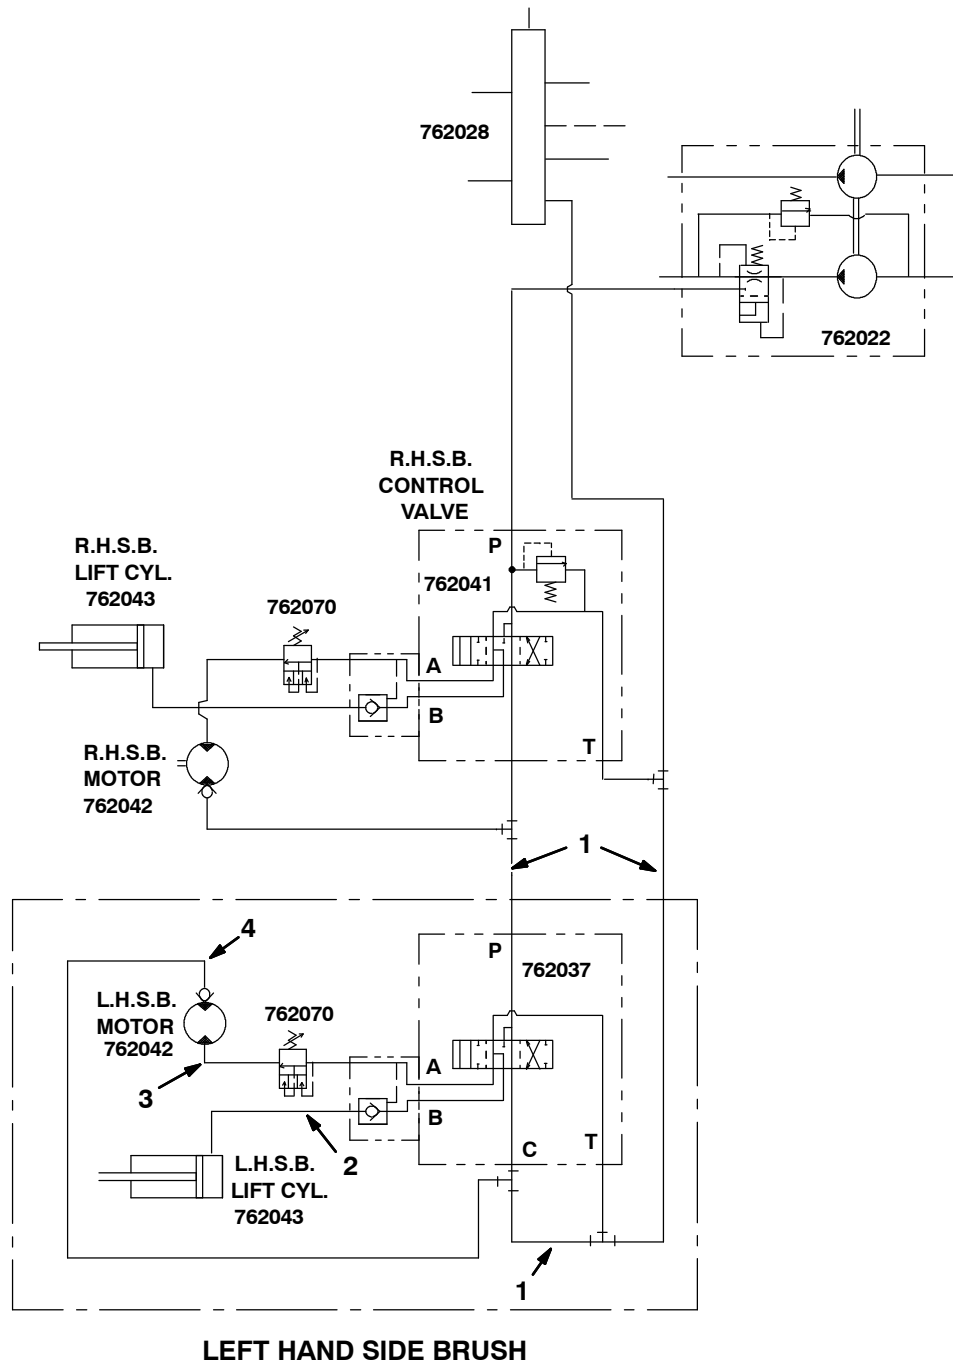 762028
762022
R.H.S.B.
CONTROL
VALVE
P
R.H.S.B.
LIFT CYL.
762043
762041
762070
A
B
T
R.H.S.B.
MOTOR
762042
1
4
P
762037
L.H.S.B.
MOTOR
762042
762070
A
3
B
2
C
T
L.H.S.B.
LIFT CYL.
762043
1
LEFT HAND SIDE BRUSH